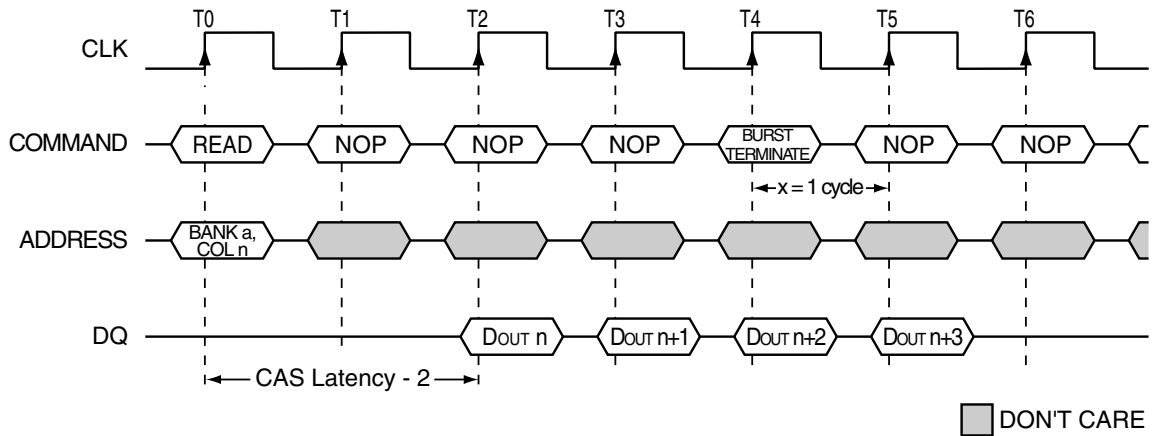 T0 T1 T2 T3 T4 T5 T6
CLK
COMMAND READ NOP NOP NOP BURST TERMINATE NOP NOP
x = 1 cycle
ADDRESS BANK a, COL n
DQ DOUT n DOUT n+1 DOUT n+2 DOUT n+3
CAS Latency - 2
DON'T CARE